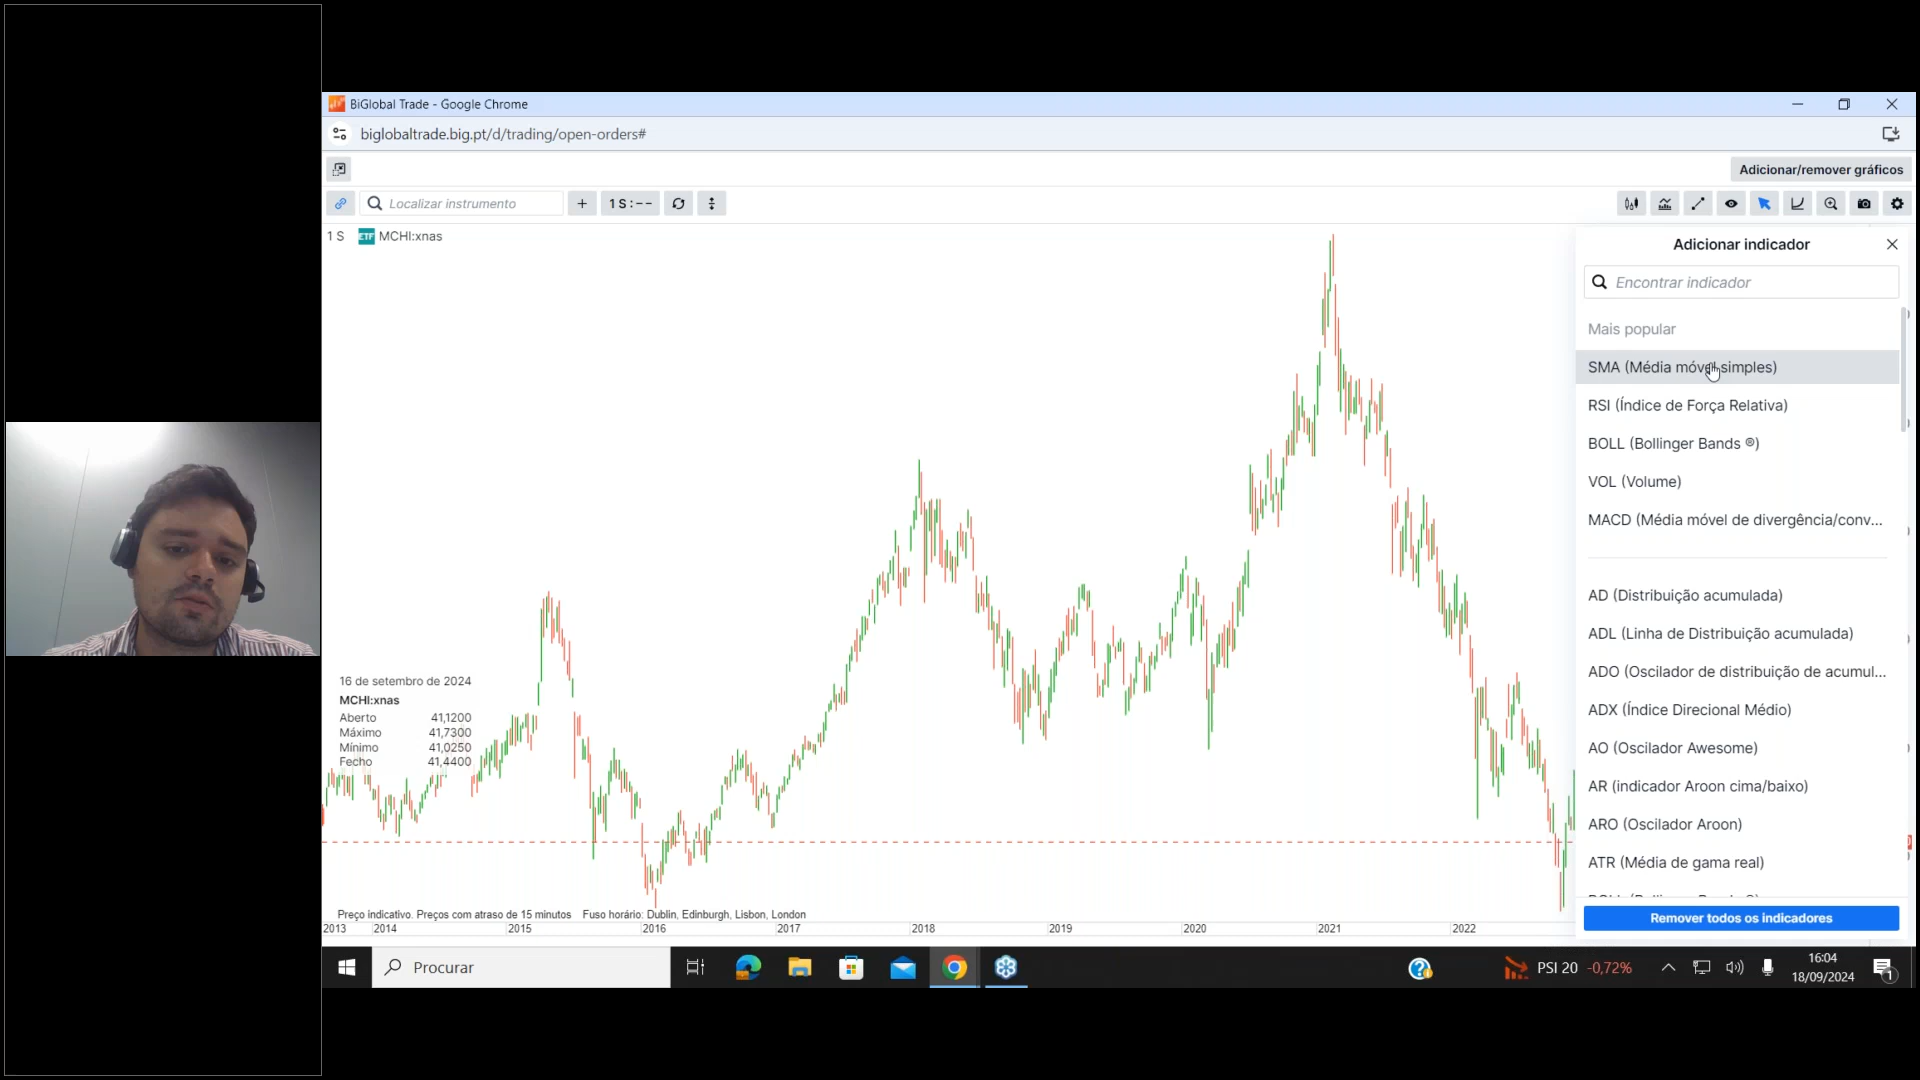 BiGlobal Trade - Google Chrome
biglobaltrade.big.pt/d/trading/open-orders#
Adicionar/remover gráficos
Localizar instrumento
1 S : - -
1 S ETF MCHI:xnas
Adicionar indicador
Encontrar indicador
Mais popular
SMA (Média móvel simples)
RSI (Índice de Força Relativa)
BOLL (Bollinger Bands ®)
VOL (Volume)
MACD (Média móvel de divergência/conv...
AD (Distribuição acumulada)
ADL (Linha de Distribuição acumulada)
ADO (Oscilador de distribuição de acumul...
ADX (Índice Direcional Médio)
AO (Oscilador Awesome)
AR (indicador Aroon cima/baixo)
ARO (Oscilador Aroon)
ATR (Média de gama real)
Remover todos os indicadores
16 de setembro de 2024
MCHI:xnas
Aberto 41,1200
Máximo 41,7300
Mínimo 41,0250
Fecho 41,4400
Preço indicativo. Preços com atraso de 15 minutos Fuso horário: Dublin, Edinburgh, Lisbon, London
2013 2014 2015 2016 2017 2018 2019 2020 2021 2022
Procurar
PSI 20 -0,72%
16:04
18/09/2024
1